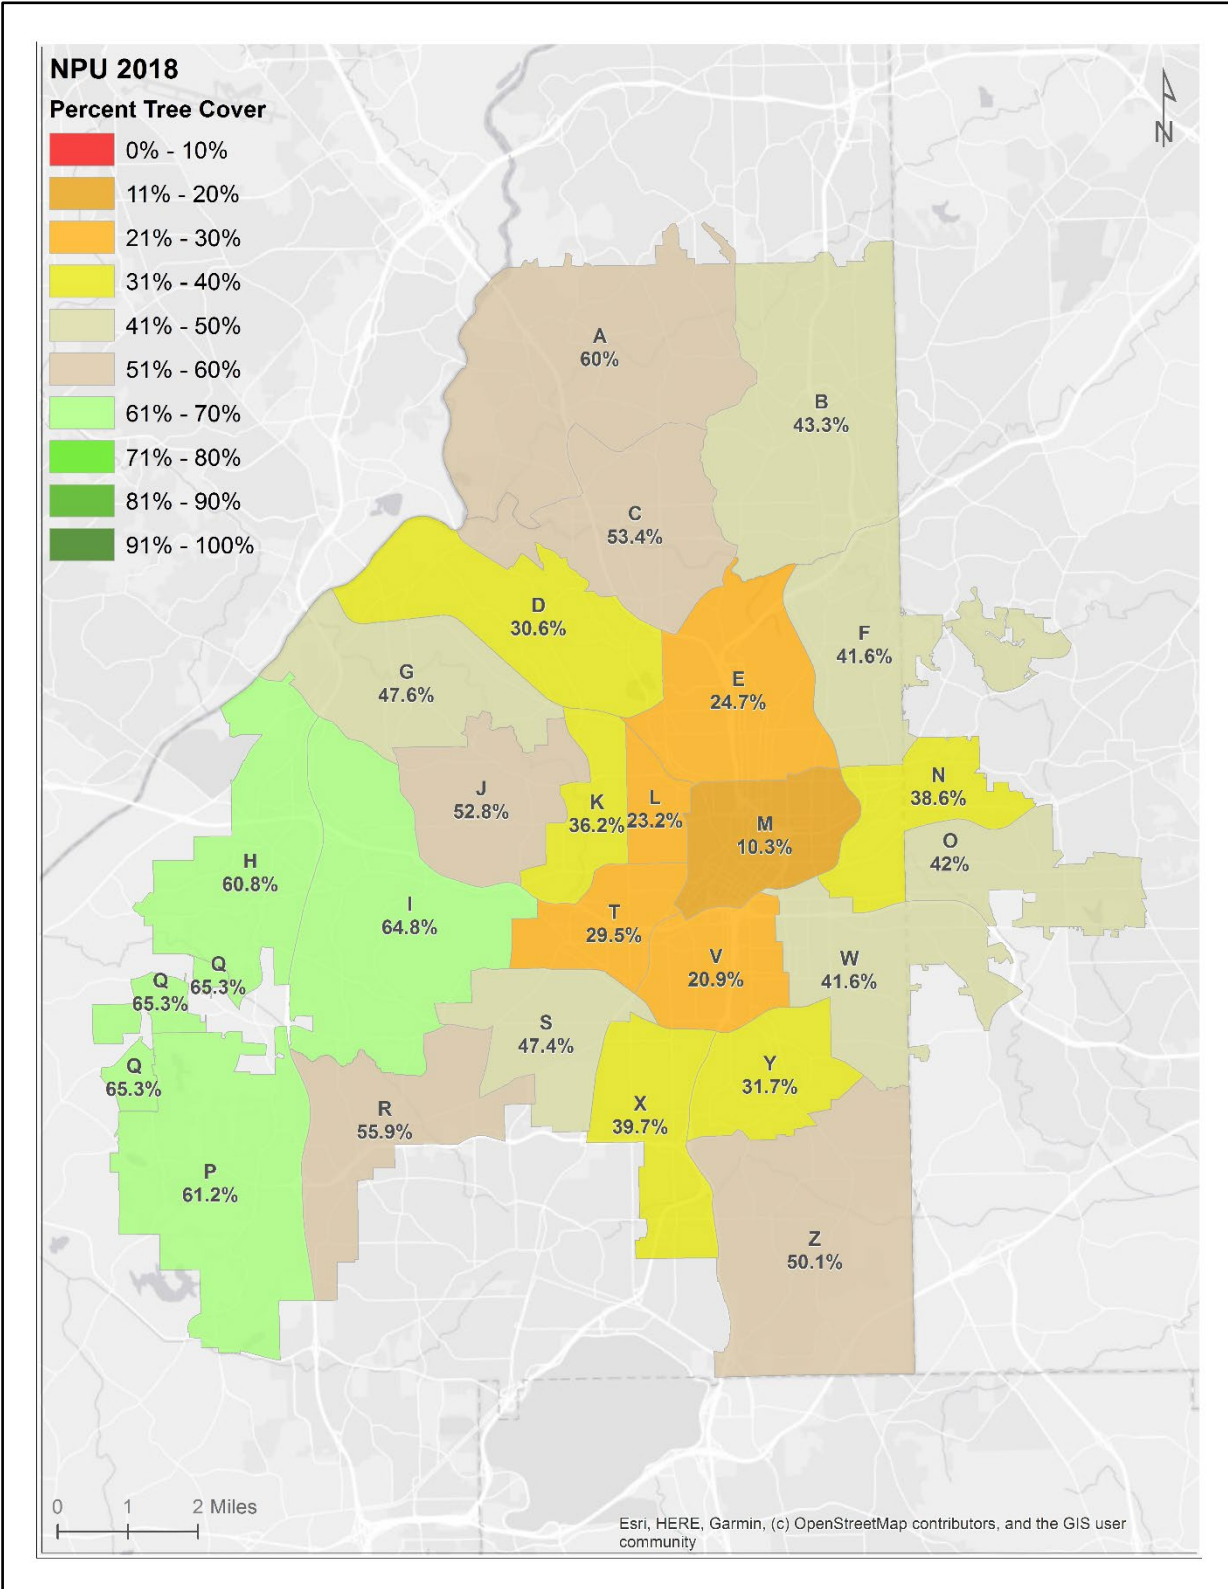 NPU 2018
Percent Tree Cover
0% - 10%
11% - 20%
21% - 30%
31% - 40%
41% - 50%
51% - 60%
61% - 70%
71% - 80%
81% - 90%
91% - 100%
N
A
60%
B
43.3%
C
53.4%
D
30.6%
F
41.6%
G
47.6%
E
24.7%
N
38.6%
J
52.8%
K
36.2%
L
23.2%
M
10.3%
O
42%
H
60.8%
I
64.8%
T
29.5%
V
20.9%
W
41.6%
Q
65.3%
Q
65.3%
S
47.4%
Q
65.3%
Y
31.7%
R
55.9%
X
39.7%
P
61.2%
Z
50.1%
0 1 2 Miles
Esri, HERE, Garmin, (c) OpenStreetMap contributors, and the GIS user
community